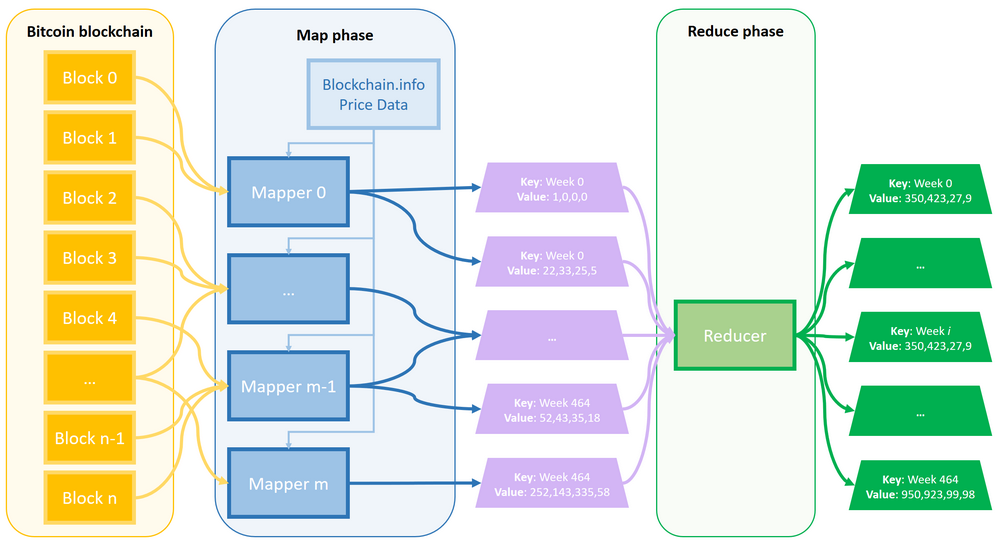 Bitcoin blockchain
Block 0
Block 1
Block 2
Block 3
Block 4
...
Block n-1
Block n
Map phase
Blockchain.info
Price Data
Mapper 0
...
Mapper m-1
Mapper m
Key: Week 0
Value: 1,0,0,0
Key: Week 0
Value: 22,33,25,5
...
Key: Week 464
Value: 52,43,35,18
Key: Week 464
Value: 252,143,335,58
Reduce phase
Reducer
Key: Week 0
Value: 350,423,27,9
...
Key: Week i
Value: 350,423,27,9
...
Key: Week 464
Value: 950,923,99,98